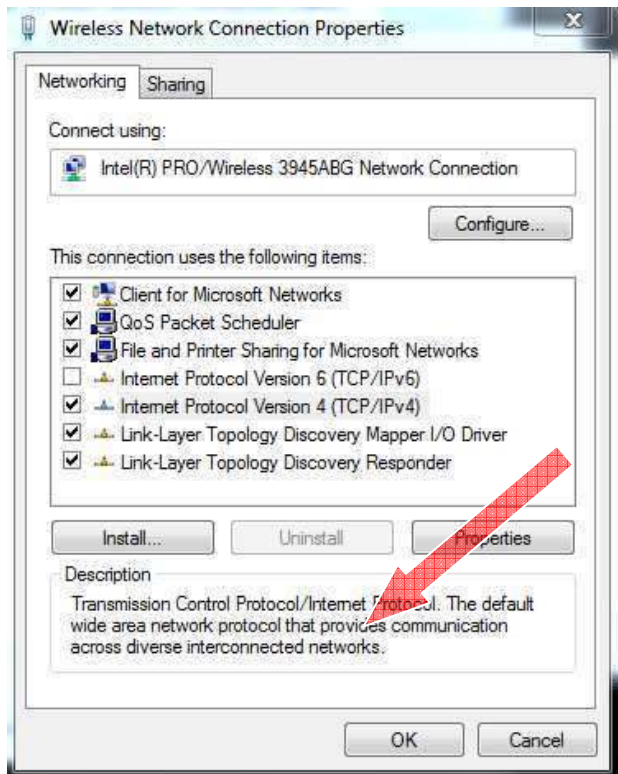 Wireless Network Connection Properties
Networking
Sharing
Connect using:
Intel(R) PRO/Wireless 3945ABG Network Connection
Configure...
This connection uses the following items:
Client for Microsoft Networks
QoS Packet Scheduler
File and Printer Sharing for Microsoft Networks
Internet Protocol Version 6 (TCP/IPv6)
Internet Protocol Version 4 (TCP/IPv4)
Link-Layer Topology Discovery Mapper I/O Driver
Link-Layer Topology Discovery Responder
Install...
Uninstall
Properties
Description
Transmission Control Protocol/Internet Protocol. The default
wide area network protocol that provides communication
across diverse interconnected networks.
OK
Cancel